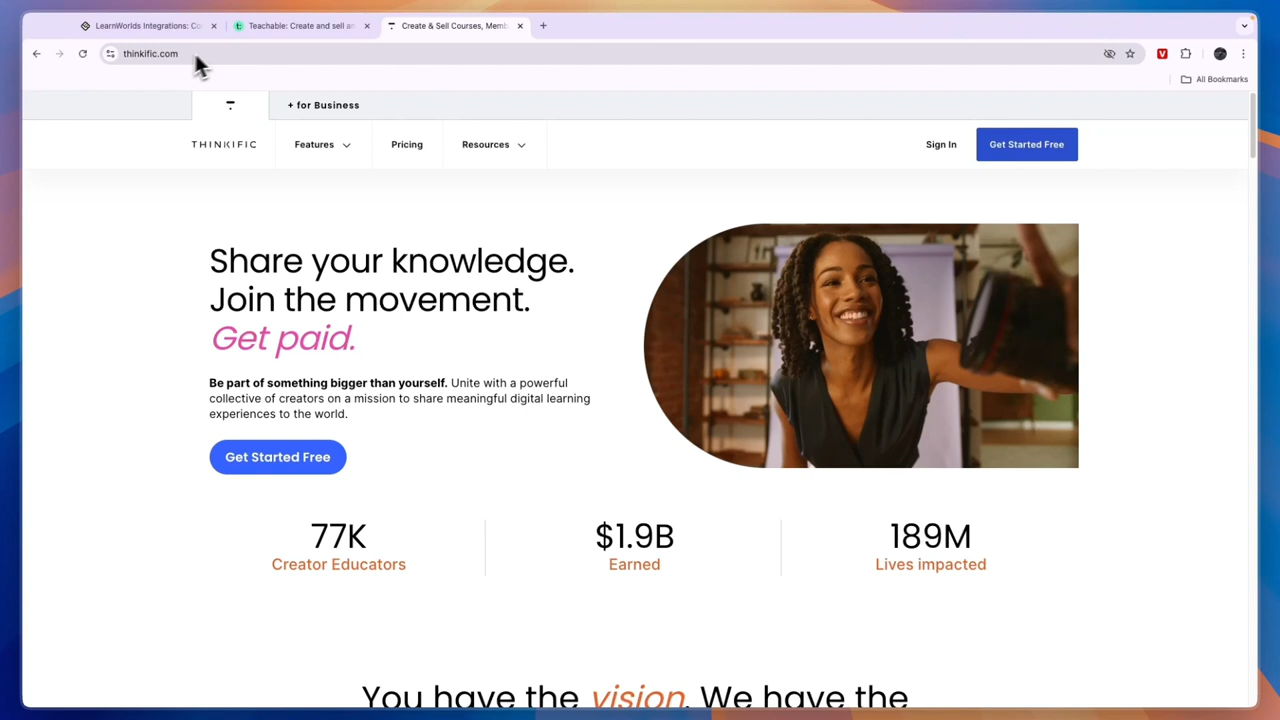 LearnWorlds Integrations: Co
Teachable: Create and sell an
Create & Sell Courses, Memb
thinkific.com
All Bookmarks
+ for Business
THINKIFIC
Features
Pricing
Resources
Sign In
Get Started Free
Share your knowledge.
Join the movement.
Get paid.
Be part of something bigger than yourself. Unite with a powerful
collective of creators on a mission to share meaningful digital learning
experiences to the world.
Get Started Free
77K
Creator Educators
$1.9B
Earned
189M
Lives impacted
You have the vision. We have the